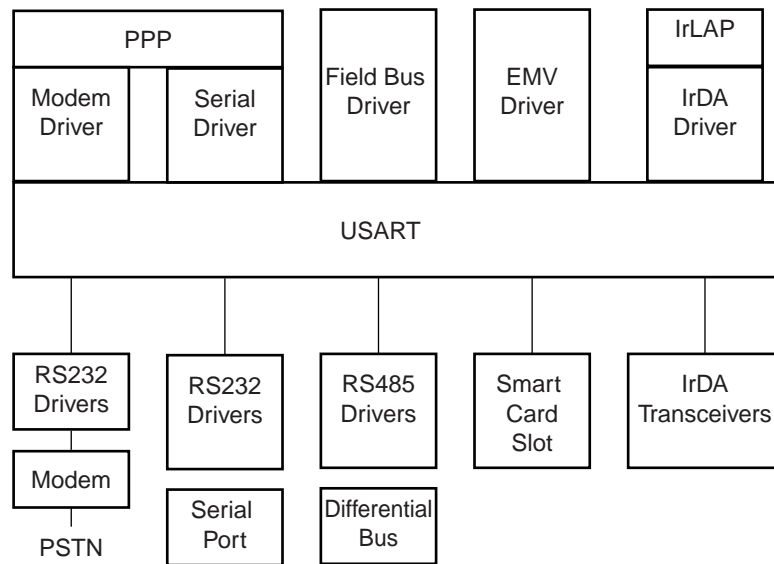 PPP
IrLAP
Modem
Driver
Serial
Driver
Field Bus
Driver
EMV
Driver
IrDA
Driver
USART
RS232
Drivers
RS232
Drivers
RS485
Drivers
Smart
Card
Slot
IrDA
Transceivers
Modem
Serial
Port
Differential
Bus
PSTN